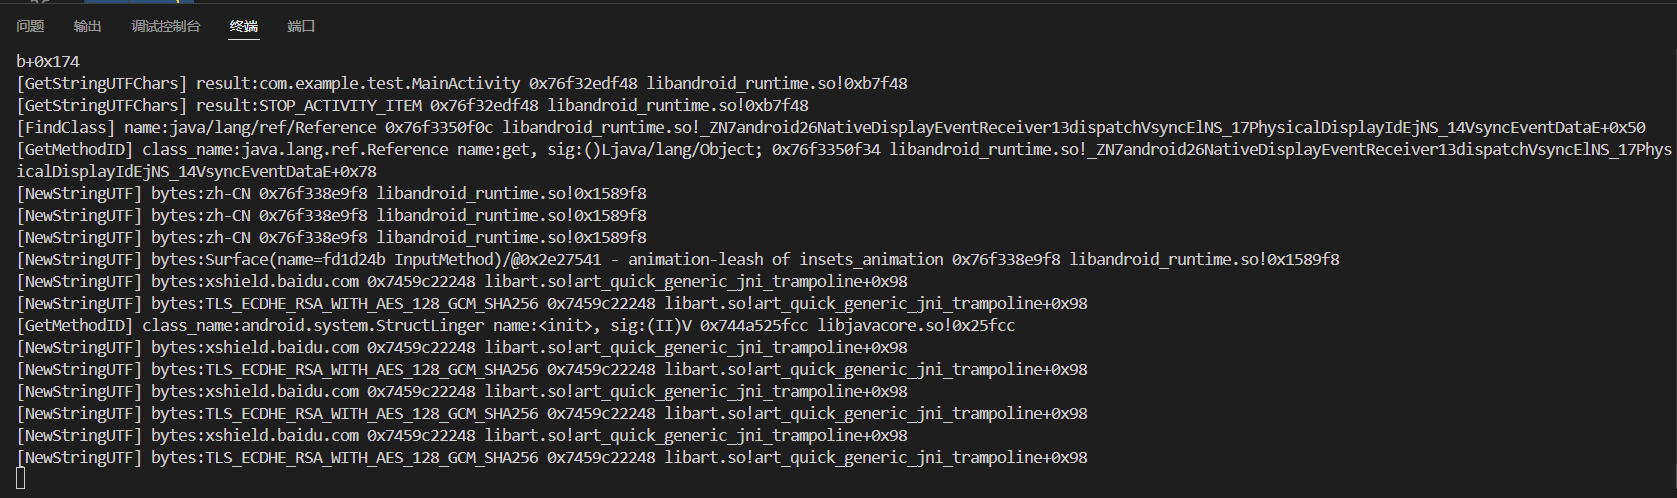 问题 输出 调试控制台 终端 端口
b+0x174
[GetStringUTFChars] result:com.example.test.MainActivity 0x76f32edf48 libandroid_runtime.so!0xb7f48
[GetStringUTFChars] result:STOP_ACTIVITY_ITEM 0x76f32edf48 libandroid_runtime.so!0xb7f48
[FindClass] name:java/lang/ref/Reference 0x76f3350f0c libandroid_runtime.so!_ZN7android26NativeDisplayEventReceiver13dispatchVsyncElNS_17PhysicalDisplayIdEjNS_14VsyncEventDataE+0x50
[GetMethodID] class_name:java.lang.ref.Reference name:get, sig:()Ljava/lang/Object; 0x76f3350f34 libandroid_runtime.so!_ZN7android26NativeDisplayEventReceiver13dispatchVsyncElNS_17Phys
icalDisplayIdEjNS_14VsyncEventDataE+0x78
[NewStringUTF] bytes:zh-CN 0x76f338e9f8 libandroid_runtime.so!0x1589f8
[NewStringUTF] bytes:zh-CN 0x76f338e9f8 libandroid_runtime.so!0x1589f8
[NewStringUTF] bytes:zh-CN 0x76f338e9f8 libandroid_runtime.so!0x1589f8
[NewStringUTF] bytes:Surface(name=fd1d24b InputMethod)/@0x2e27541 - animation-leash of insets_animation 0x76f338e9f8 libandroid_runtime.so!0x1589f8
[NewStringUTF] bytes:xshield.baidu.com 0x7459c22248 libart.so!art_quick_generic_jni_trampoline+0x98
[NewStringUTF] bytes:TLS_ECDHE_RSA_WITH_AES_128_GCM_SHA256 0x7459c22248 libart.so!art_quick_generic_jni_trampoline+0x98
[GetMethodID] class_name:android.system.StructLinger name:<init>, sig:(II)V 0x744a525fcc libjavacore.so!0x25fcc
[NewStringUTF] bytes:xshield.baidu.com 0x7459c22248 libart.so!art_quick_generic_jni_trampoline+0x98
[NewStringUTF] bytes:TLS_ECDHE_RSA_WITH_AES_128_GCM_SHA256 0x7459c22248 libart.so!art_quick_generic_jni_trampoline+0x98
[NewStringUTF] bytes:xshield.baidu.com 0x7459c22248 libart.so!art_quick_generic_jni_trampoline+0x98
[NewStringUTF] bytes:TLS_ECDHE_RSA_WITH_AES_128_GCM_SHA256 0x7459c22248 libart.so!art_quick_generic_jni_trampoline+0x98
[NewStringUTF] bytes:xshield.baidu.com 0x7459c22248 libart.so!art_quick_generic_jni_trampoline+0x98
[NewStringUTF] bytes:TLS_ECDHE_RSA_WITH_AES_128_GCM_SHA256 0x7459c22248 libart.so!art_quick_generic_jni_trampoline+0x98